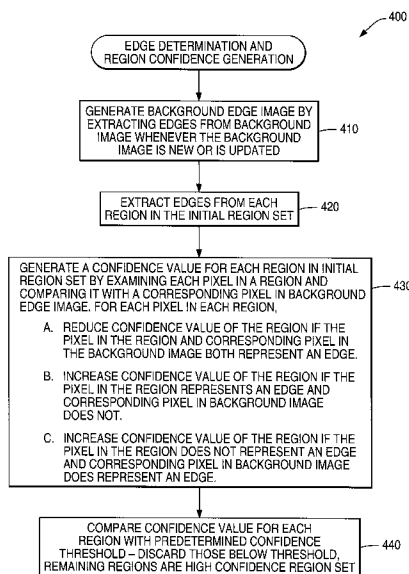 400
EDGE DETERMINATION AND
REGION CONFIDENCE GENERATION
GENERATE BACKGROUND EDGE IMAGE BY
EXTRACTING EDGES FROM BACKGROUND
IMAGE WHENEVER THE BACKGROUND
IMAGE IS NEW OR IS UPDATED
410
EXTRACT EDGES FROM EACH
REGION IN THE INITIAL REGION SET
420
GENERATE A CONFIDENCE VALUE FOR EACH REGION IN INITIAL
REGION SET BY EXAMINING EACH PIXEL IN A REGION AND
COMPARING IT WITH A CORRESPONDING PIXEL IN BACKGROUND
EDGE IMAGE. FOR EACH PIXEL IN EACH REGION,
430
A. REDUCE CONFIDENCE VALUE OF THE REGION IF THE
PIXEL IN THE REGION AND CORRESPONDING PIXEL IN
THE BACKGROUND IMAGE BOTH REPRESENT AN EDGE.
B. INCREASE CONFIDENCE VALUE OF THE REGION IF THE
PIXEL IN THE REGION REPRESENTS AN EDGE AND
CORRESPONDING PIXEL IN BACKGROUND IMAGE
DOES NOT.
C. INCREASE CONFIDENCE VALUE OF THE REGION IF THE
PIXEL IN THE REGION DOES NOT REPRESENT AN EDGE
AND CORRESPONDING PIXEL IN BACKGROUND IMAGE
DOES REPRESENT AN EDGE.
COMPARE CONFIDENCE VALUE FOR EACH
REGION WITH PREDETERMINED CONFIDENCE
THRESHOLD – DISCARD THOSE BELOW THRESHOLD,
REMAINING REGIONS ARE HIGH CONFIDENCE REGION SET
440